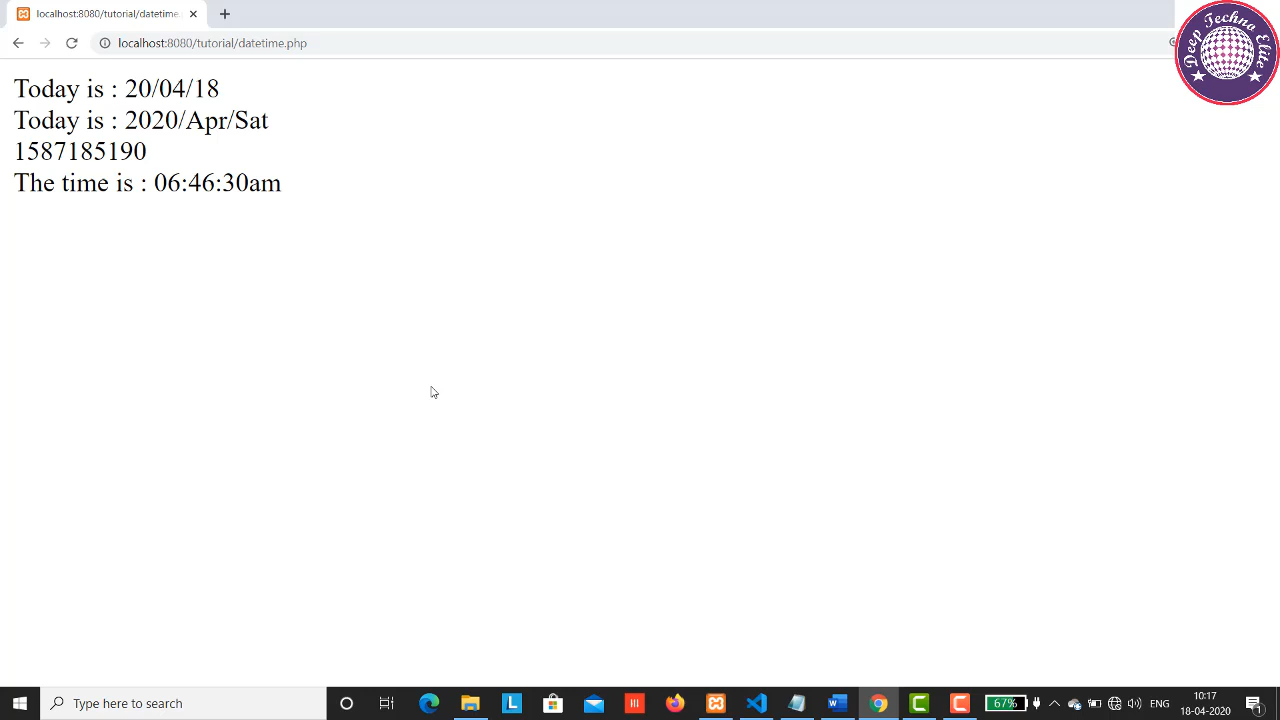 localhost:8080/tutorial/datetime.
localhost:8080/tutorial/datetime.php
Deep Techno Elite
Today is : 20/04/18
Today is : 2020/Apr/Sat
1587185190
The time is : 06:46:30am
Type here to search
L
W
C
C
67%
ENG
10:17
18-04-2020
1